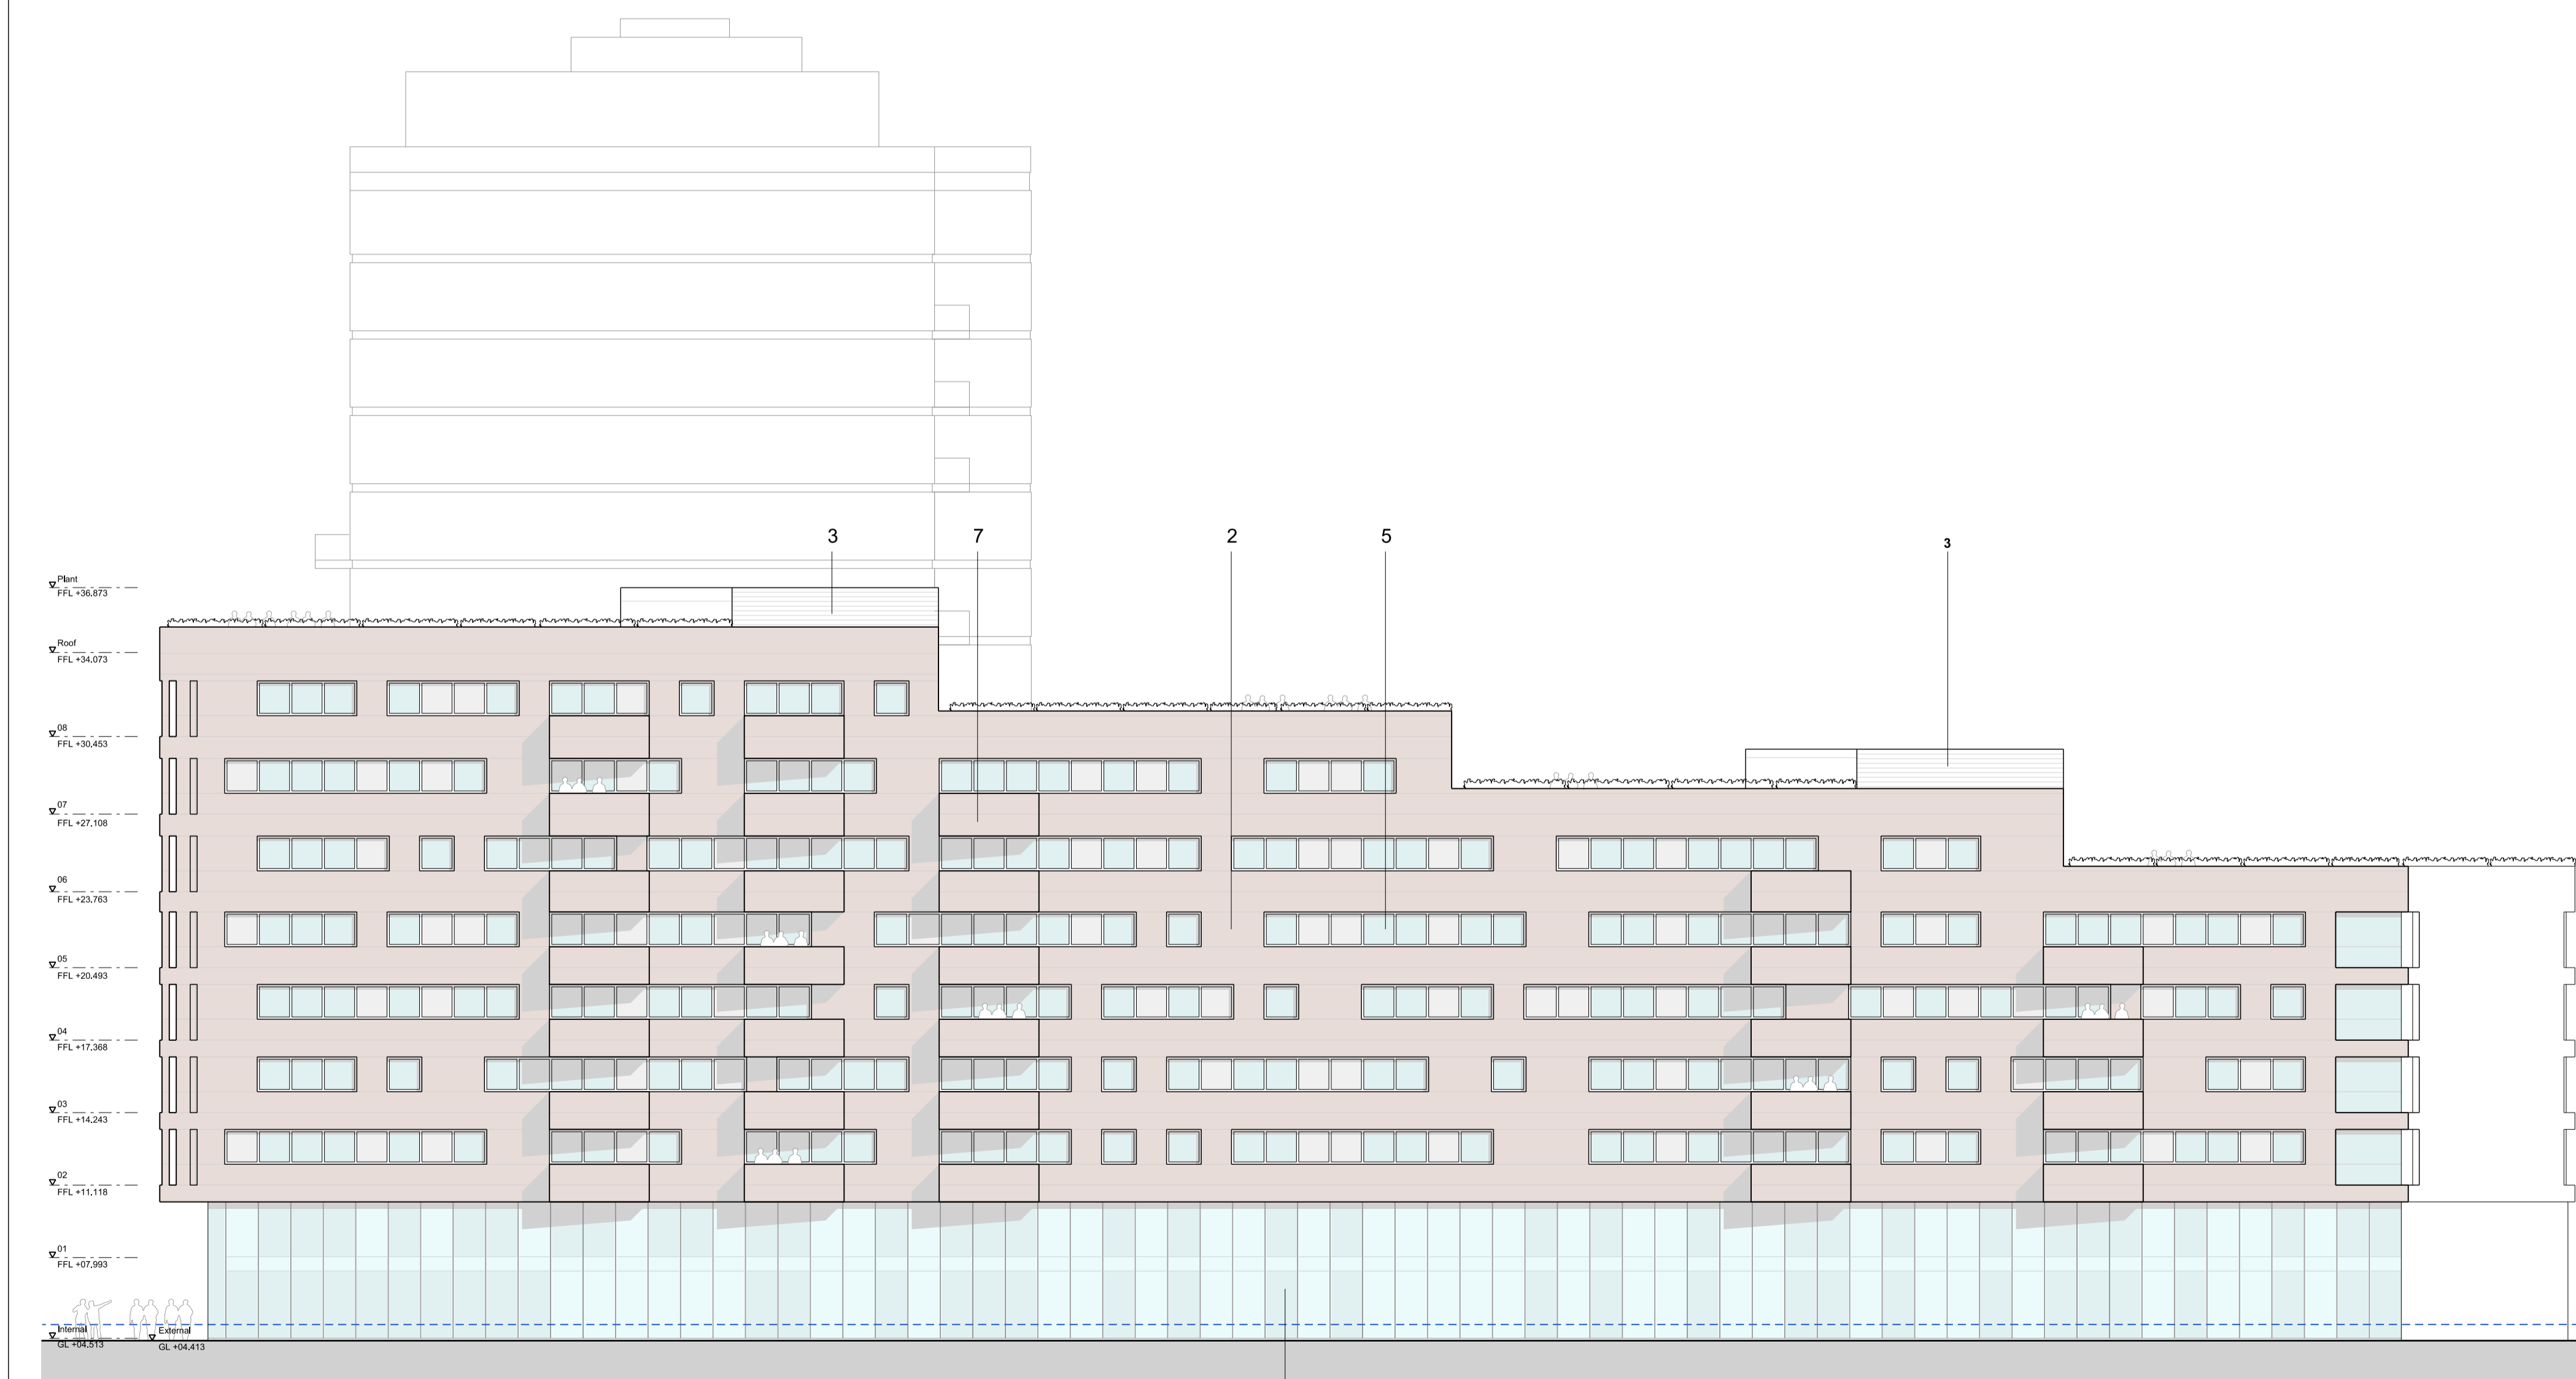 3
7
2
5
3
Plant
FFL +36.873
Roof
FFL +34.073
08
FFL +30.453
07
FFL +27.108
06
FFL +23.763
05
FFL +20.493
04
FFL +17.368
03
FFL +14.243
02
FFL +11.118
01
FFL +07.993
Internal
GL +04.513
External
GL +04.413